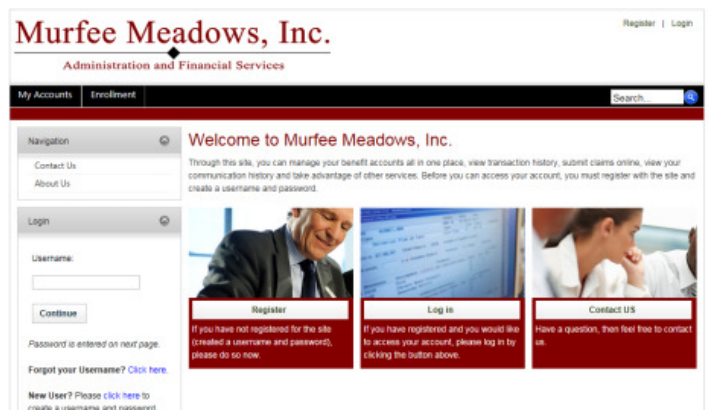 Murfee Meadows, Inc.
Administration and Financial Services
Register | Login
My Accounts Enrollment
Search...
Navigation
Contact Us
About Us
Login
Username:
Continue
Password is entered on next page.
Forgot your Username? Click here.
New User? Please click here to
create a username and password
Welcome to Murfee Meadows, Inc.
Through this site, you can manage your benefit accounts all in one place, view transaction history, submit claims online, view your
communication history and take advantage of other services. Before you can access your account, you must register with the site and
create a username and password.
Register
If you have not registered for the site
(created a username and password),
please do so now.
Log in
If you have registered and you would like
to access your account, please log in by
clicking the button above.
Contact US
Have a question, then feel free to contact
us.